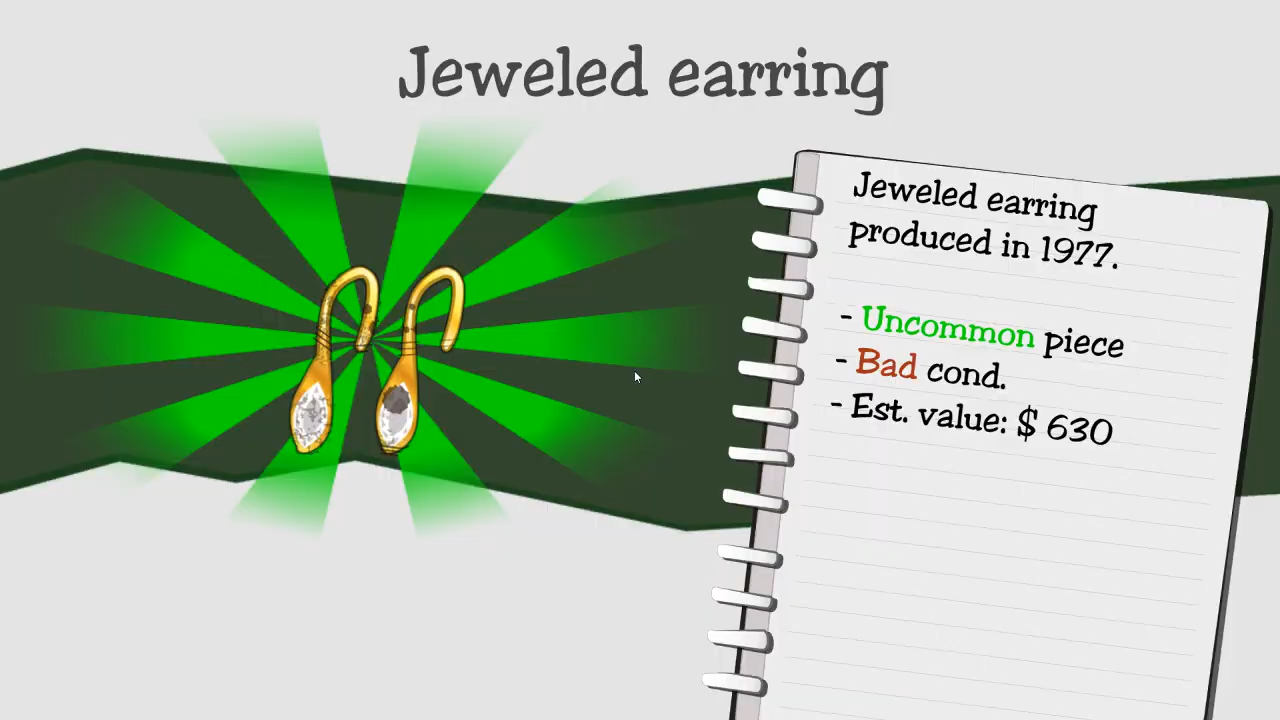 Jeweled earring
Jeweled earring
produced in 1977.
- Uncommon piece
- Bad cond.
- Est. value: $ 630